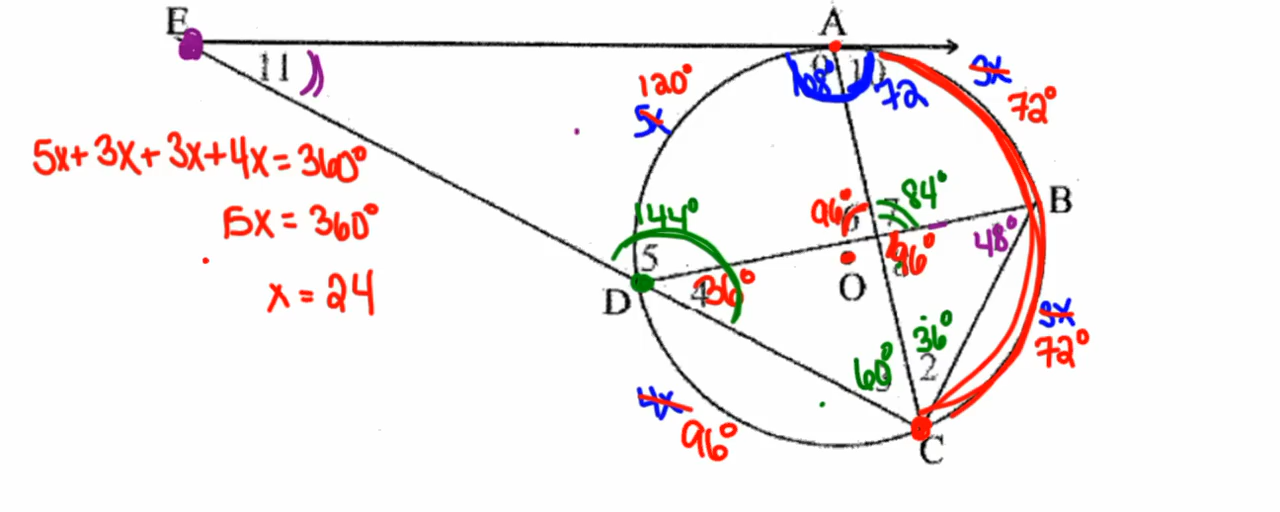 E
A
11
9
10
108°
72
3x
72°
120°
5x
5x + 3x + 3x + 4x = 360°
15x = 360°
x = 24
144°
5
96°
6
84°
7
B
48°
96°
8
O
D
4
36°
36°
2
60°
3
3x
72°
4x
96°
C